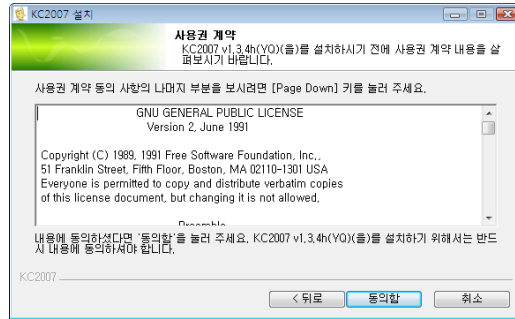 KC2007 설치
사용권 계약
KC2007 v1.3.4h(YQ)(을)를 설치하시기 전에 사용권 계약 내용을 살
펴보시기 바랍니다.
사용권 계약 동의 사항의 나머지 부분을 보시려면 [Page Down] 키를 눌러 주세요.
GNU GENERAL PUBLIC LICENSE
Version 2, June 1991
Copyright (C) 1989, 1991 Free Software Foundation, Inc.,
51 Franklin Street, Fifth Floor, Boston, MA 02110-1301 USA
Everyone is permitted to copy and distribute verbatim copies
of this license document, but changing it is not allowed.
내용에 동의하셨다면 '동의함'을 눌러 주세요. KC2007 v1.3.4h(YQ)(을)를 설치하기 위해서는 반드
시 내용에 동의하셔야 합니다.
KC2007
< 뒤로 동의함 취소